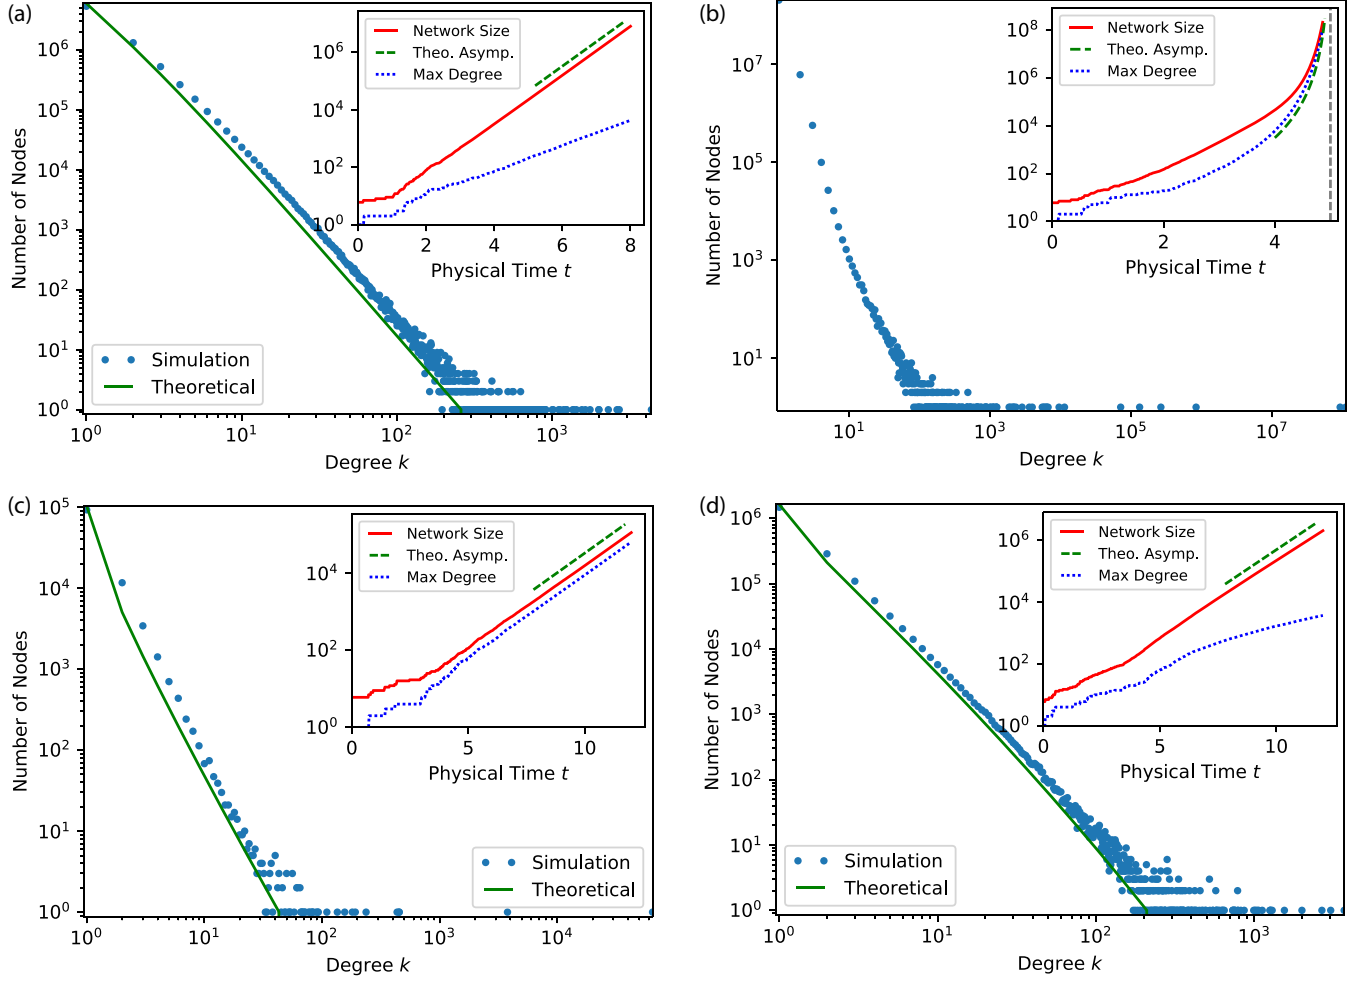 (a)
Number of Nodes
10^6
10^5
10^4
10^3
10^2
10^1
10^0
10^0 10^1 10^2 10^3
Degree k
Simulation
Theoretical
Network Size
Theo. Asymp.
Max Degree
10^6
10^4
10^2
10^0
0 2 4 6 8
Physical Time t
(b)
Number of Nodes
10^7
10^5
10^3
10^1
10^1 10^3 10^5 10^7
Degree k
Network Size
Theo. Asymp.
Max Degree
10^8
10^6
10^4
10^2
10^0
0 2 4
Physical Time t
(c)
Number of Nodes
10^5
10^4
10^3
10^2
10^1
10^0
10^0 10^1 10^2 10^3 10^4
Degree k
Simulation
Theoretical
Network Size
Theo. Asymp.
Max Degree
10^4
10^2
10^0
0 5 10
Physical Time t
(d)
Number of Nodes
10^6
10^5
10^4
10^3
10^2
10^1
10^0
10^0 10^1 10^2 10^3
Degree k
Simulation
Theoretical
Network Size
Theo. Asymp.
Max Degree
10^6
10^4
10^2
10^0
0 5 10
Physical Time t